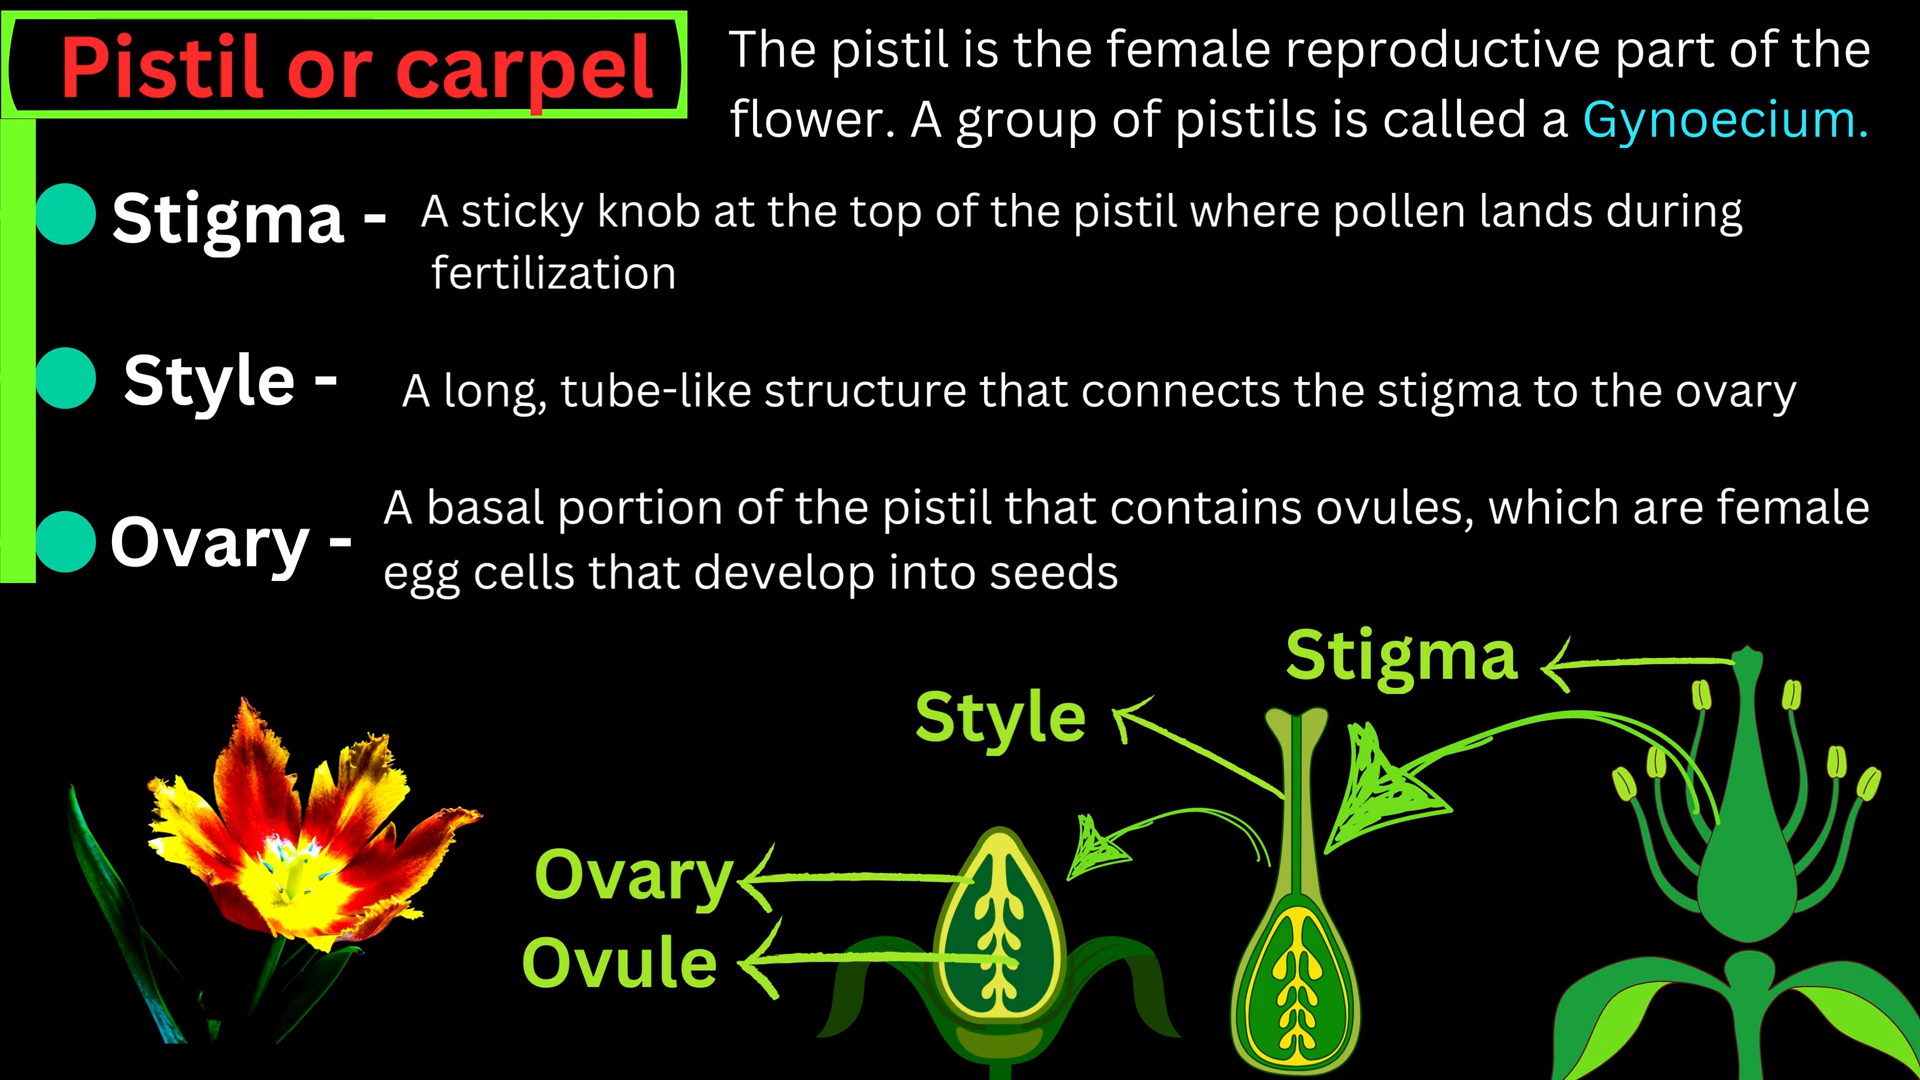 Pistil or carpel
The pistil is the female reproductive part of the
flower. A group of pistils is called a Gynoecium.
Stigma - A sticky knob at the top of the pistil where pollen lands during
fertilization
Style - A long, tube-like structure that connects the stigma to the ovary
Ovary - A basal portion of the pistil that contains ovules, which are female
egg cells that develop into seeds
Stigma
Style
Ovary
Ovule